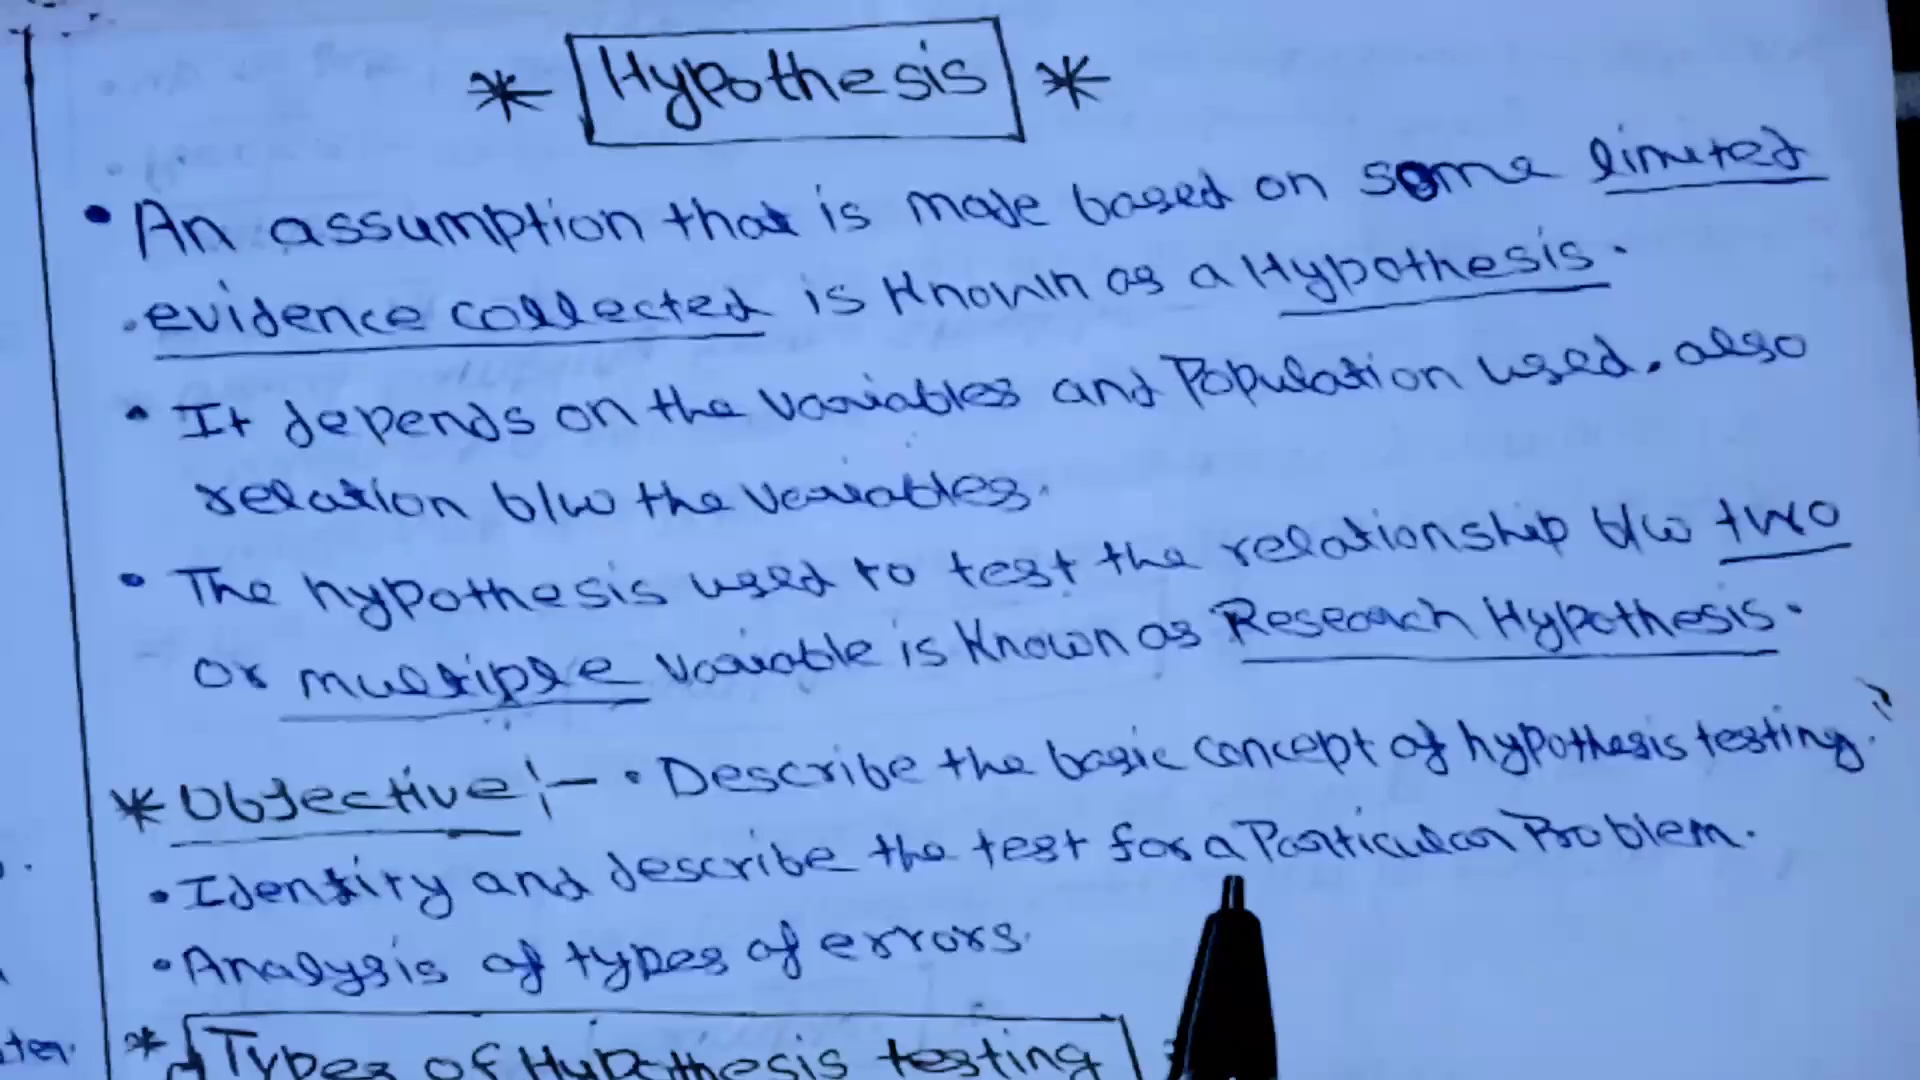 * Hypothesis *
• An assumption that is made based on some limited
evidence collected is Known as a Hypothesis.
• It depends on the variables and Population used. also
relation b/w the variables.
• The hypothesis used to test the relationship b/w two
or multiple variable is Known as Research Hypothesis.
* Objective :- • Describe the basic concept of hypothesis testing.
• Identity and describe the test for a Particular Problem.
• Analysis of types of errors.
* Types of Hypothesis testing